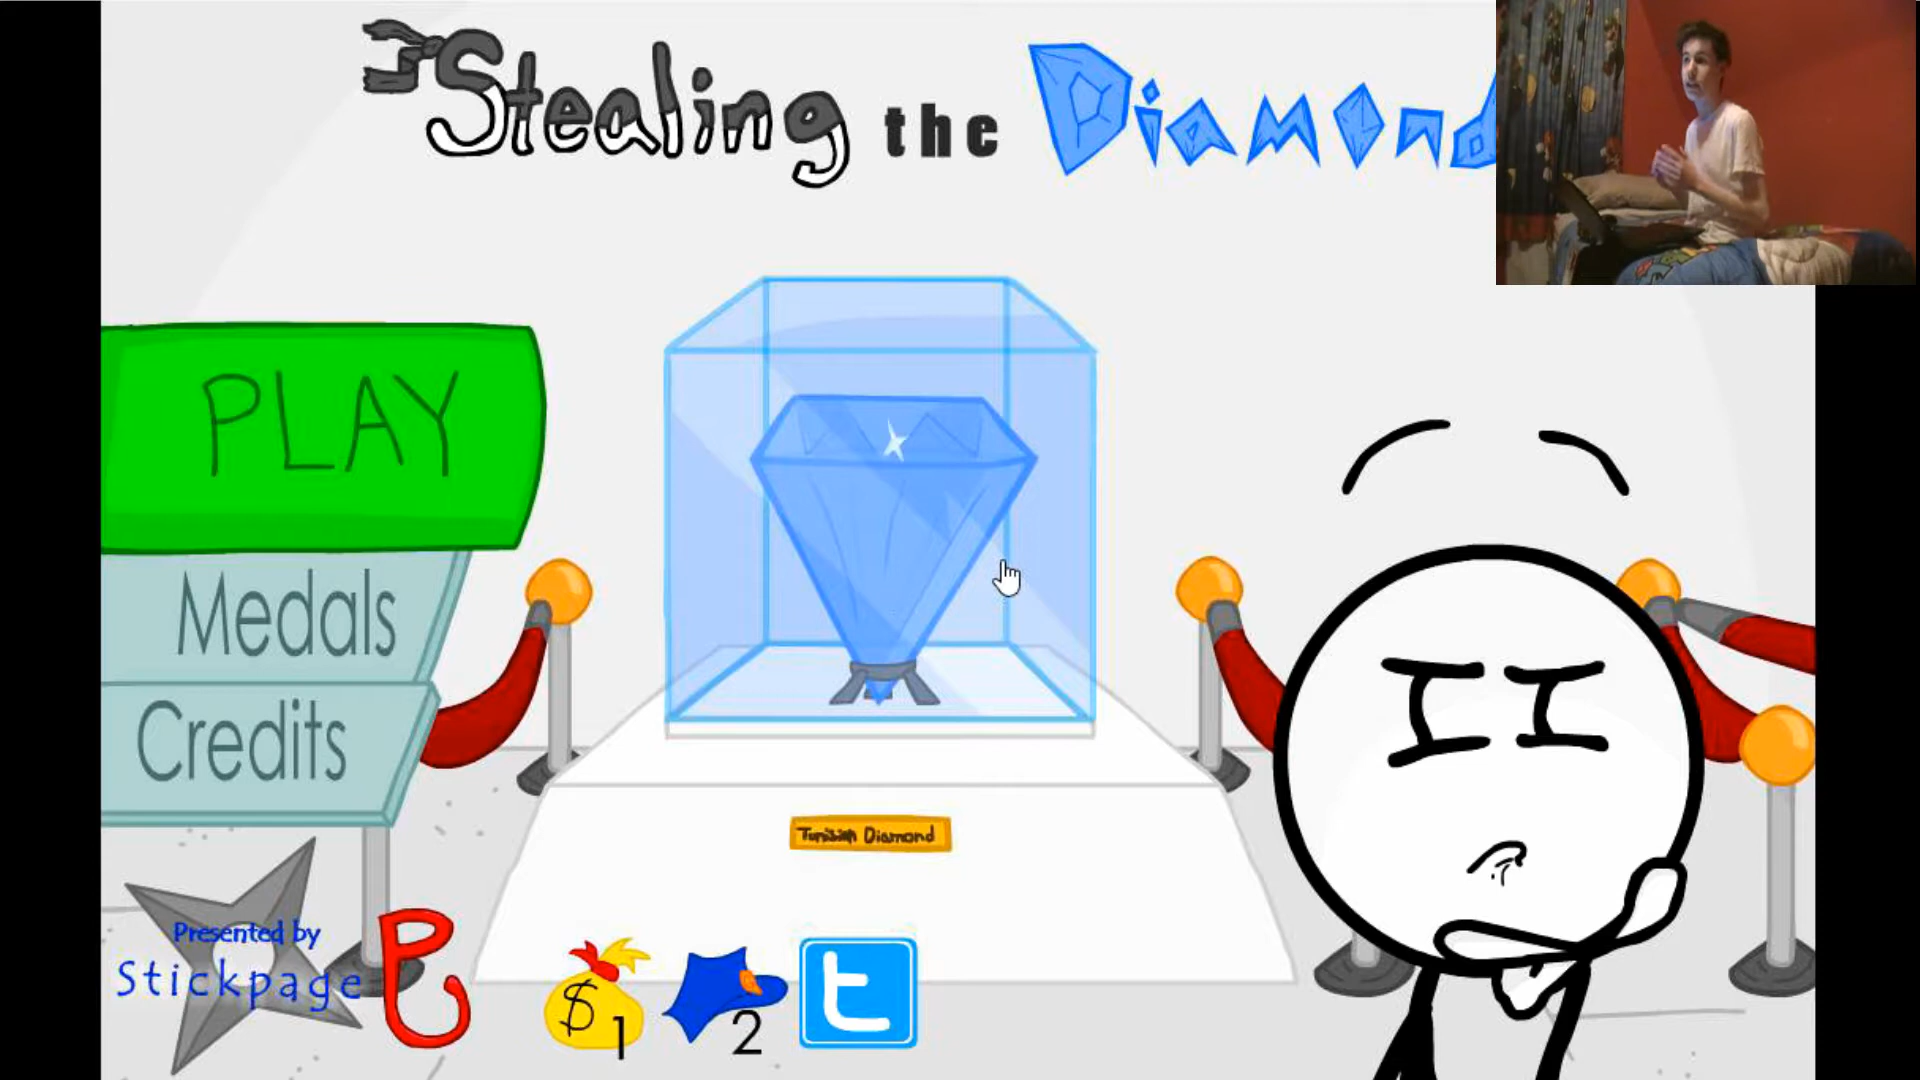 Stealing the Diamond
PLAY
Medals
Credits
Tunisian Diamond
Presented by
Stickpage
$ 1
2
t